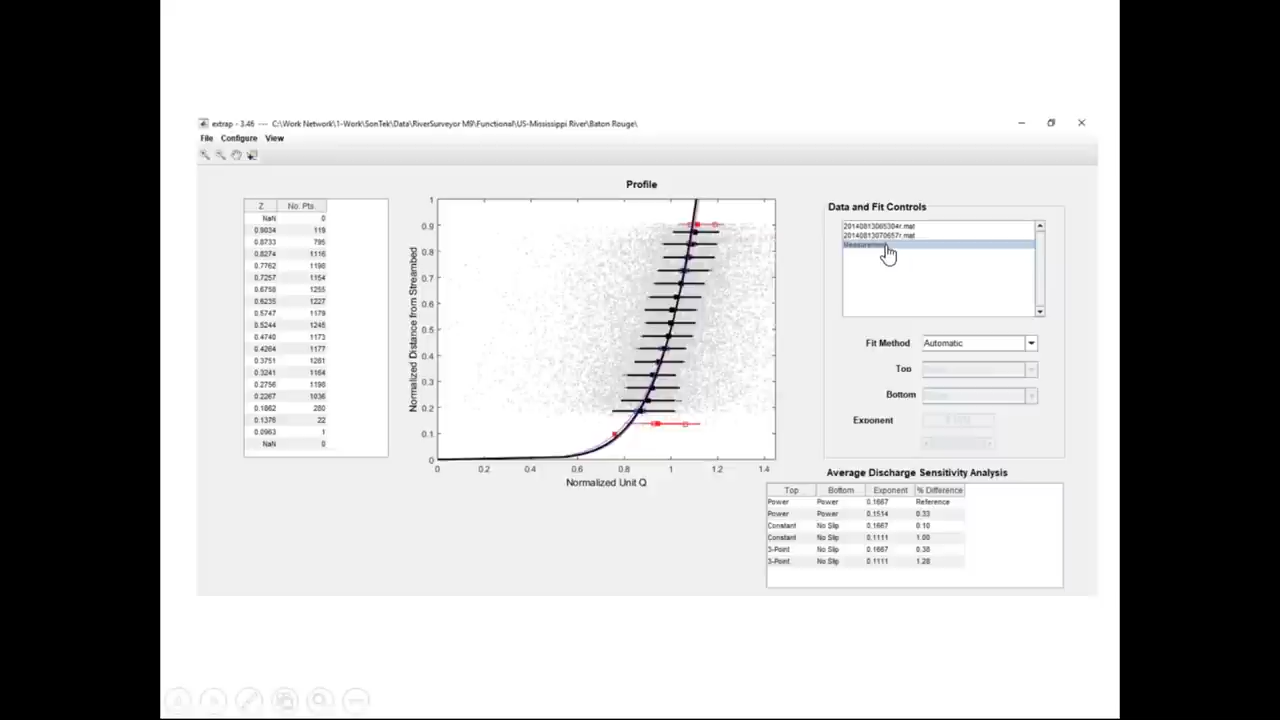 extrap - 3.46 --- C:\Work Network\1-Work\SonTek\Data\RiverSurveyor M9\Functional\US-Mississippi River\Baton Rouge\
File Configure View
Profile
Z No. Pts.
NaN 0
0.9034 119
0.8733 795
0.8274 1116
0.7762 1190
0.7257 1154
0.6758 1255
0.6235 1227
0.5747 1179
0.5244 1246
0.4740 1173
0.4264 1177
0.3751 1281
0.3241 1164
0.2756 1198
0.2267 1036
0.1862 280
0.1376 22
0.0963 1
NaN 0
Normalized Distance from Streambed
1
0.9
0.8
0.7
0.6
0.5
0.4
0.3
0.2
0.1
0
0 0.2 0.4 0.6 0.8 1 1.2 1.4
Normalized Unit Q
Data and Fit Controls
20140813065304r.mat
20140813070657r.mat
Measurement
Fit Method Automatic
Top
Bottom
Exponent
Average Discharge Sensitivity Analysis
Top Bottom Exponent % Difference
Power Power 0.1667 Reference
Power Power 0.1514 0.33
Constant No Slip 0.1667 0.10
Constant No Slip 0.1111 1.00
3-Point No Slip 0.1667 0.38
3-Point No Slip 0.1111 1.28